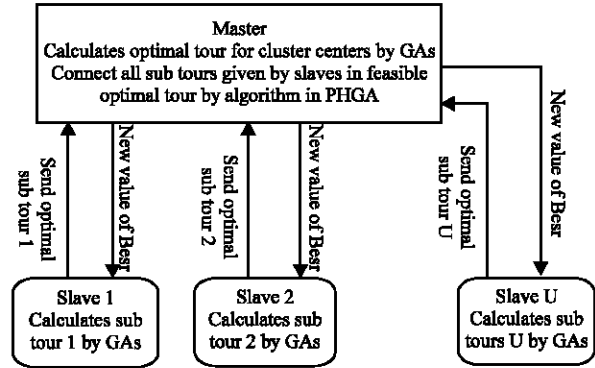 Master
Calculates optimal tour for cluster centers by GAs
Connect all sub tours given by slaves in feasible
optimal tour by algorithm in PHGA
Send optimal
sub tour 1
New value of Besr
Send optimal
sub tour 2
New value of Besr
Send optimal
sub tour U
New value of Besr
Slave 1
Calculates sub
tour 1 by GAs
Slave 2
Calculates sub
tour 2 by GAs
Slave U
Calculates sub
tours U by GAs